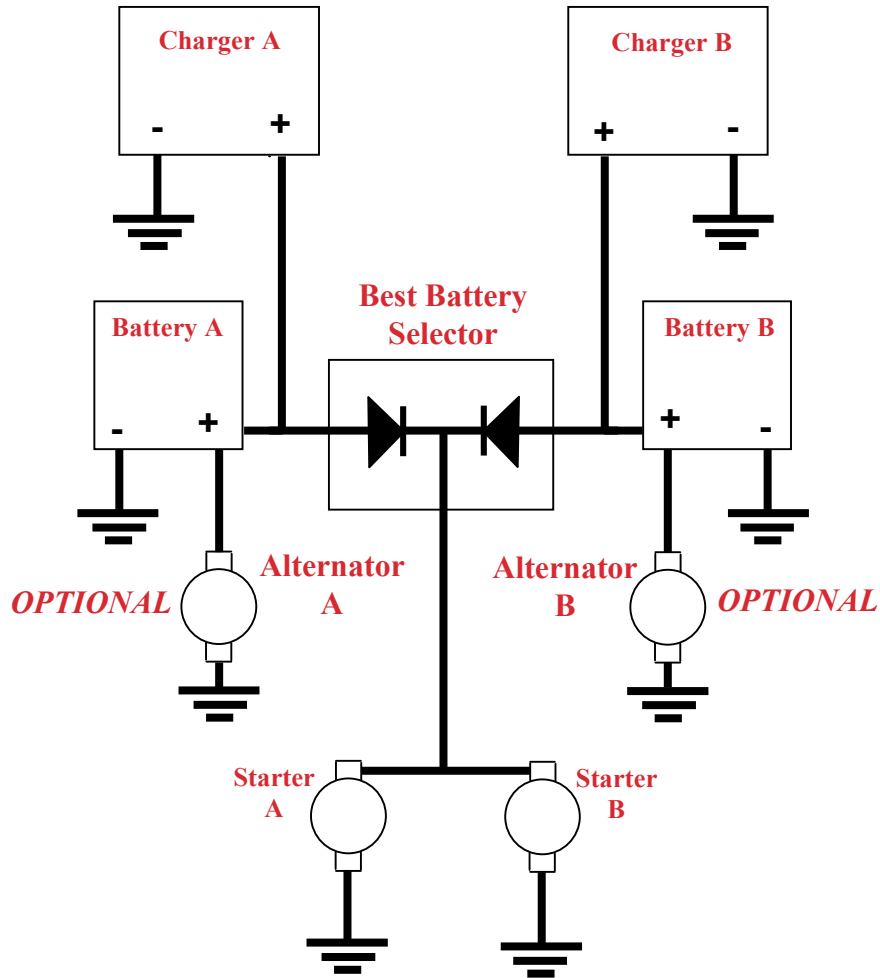 Charger A
Charger B
- +
+ -
Best Battery
Selector
Battery A
Battery B
- +
+ -
Alternator
A
OPTIONAL
Alternator
B
OPTIONAL
Starter
A
Starter
B